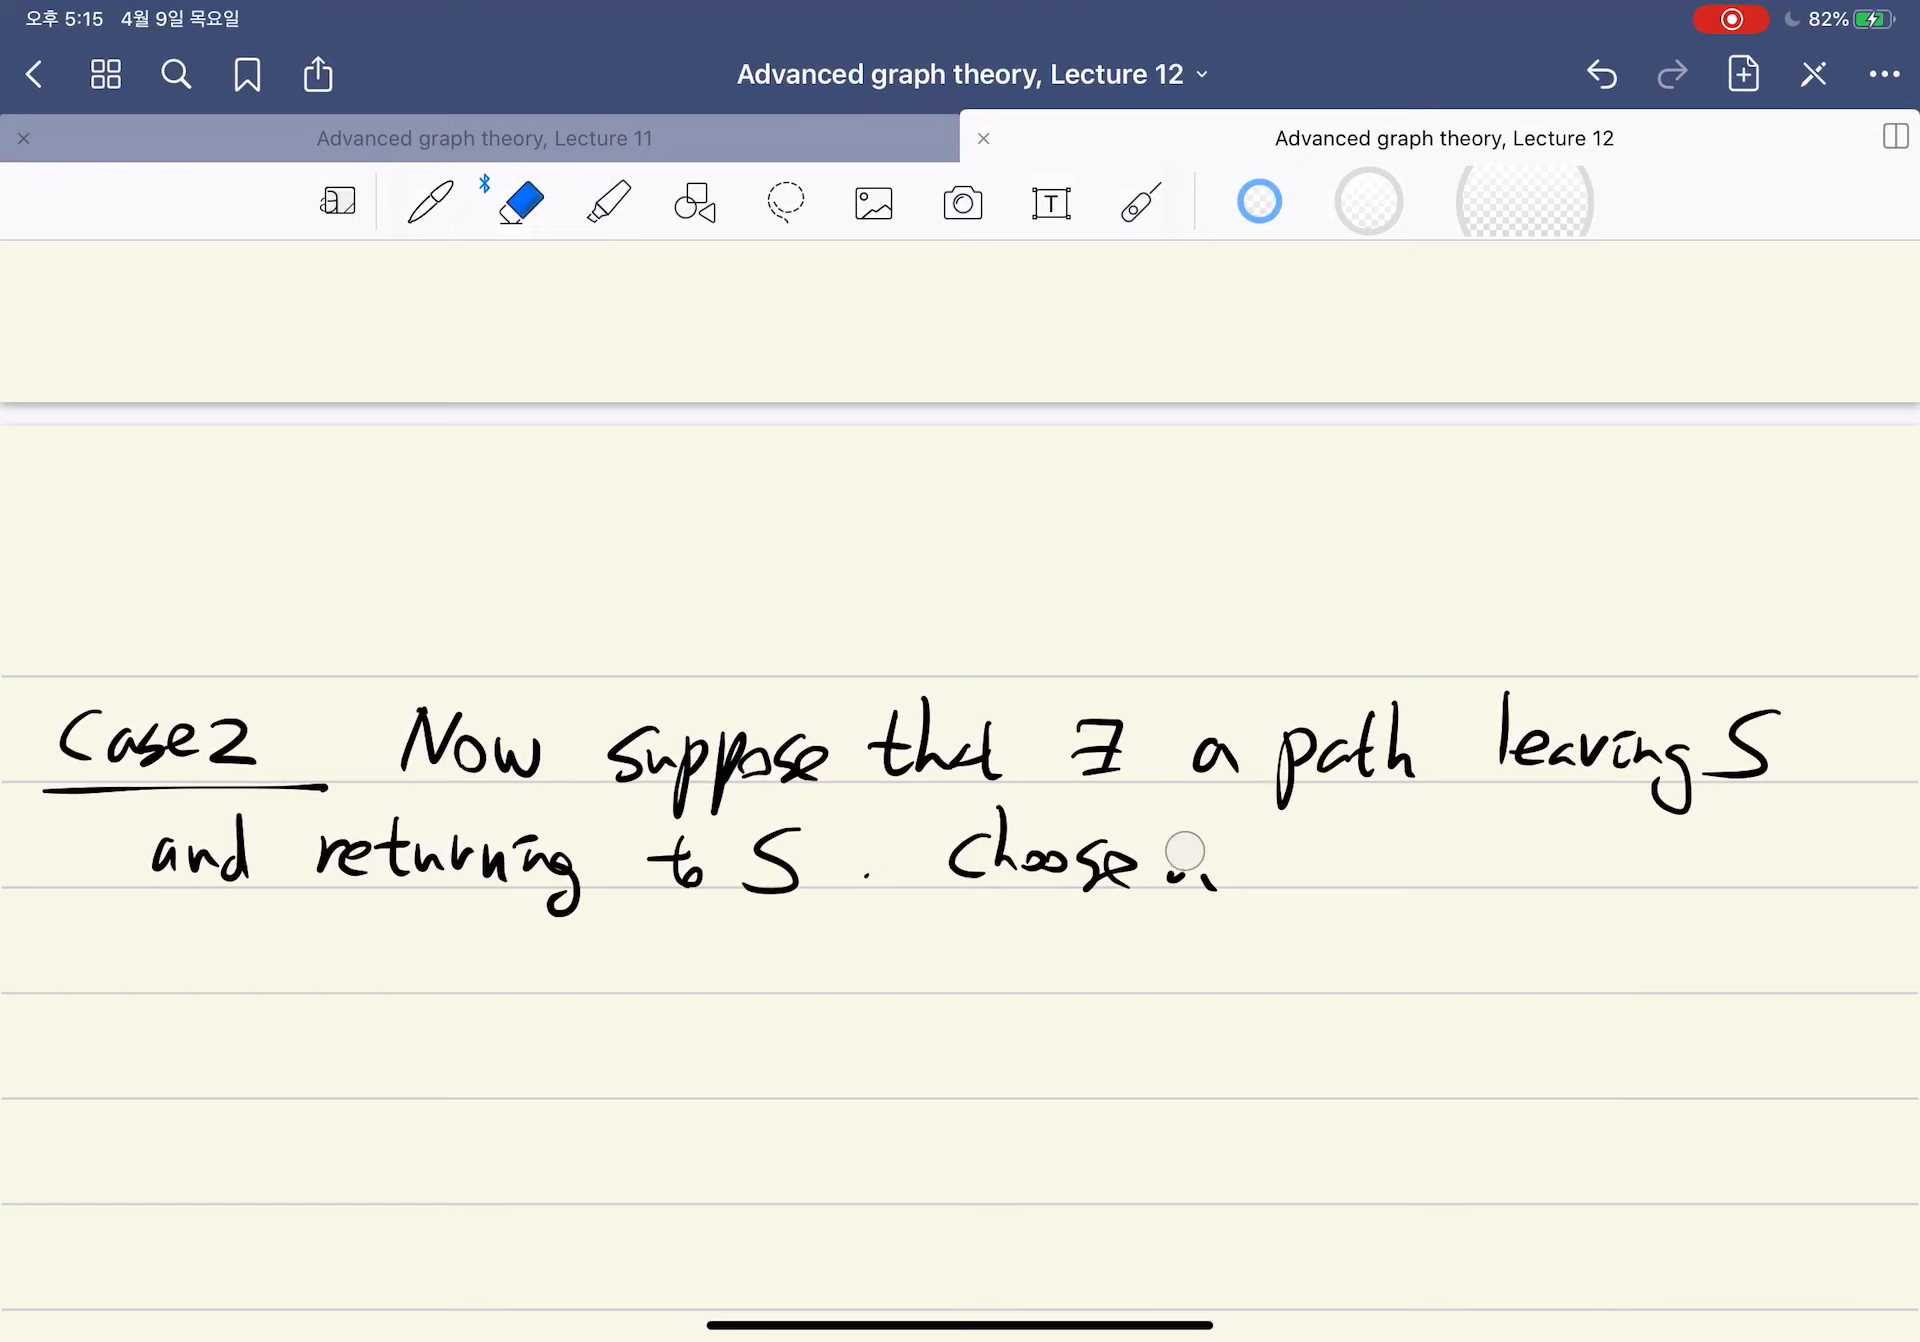 오후 5:15 4월 9일 목요일
82%
Advanced graph theory, Lecture 12
Advanced graph theory, Lecture 11
Advanced graph theory, Lecture 12
Case 2 Now suppose that ∃ a path leaving S
and returning to S. Choose